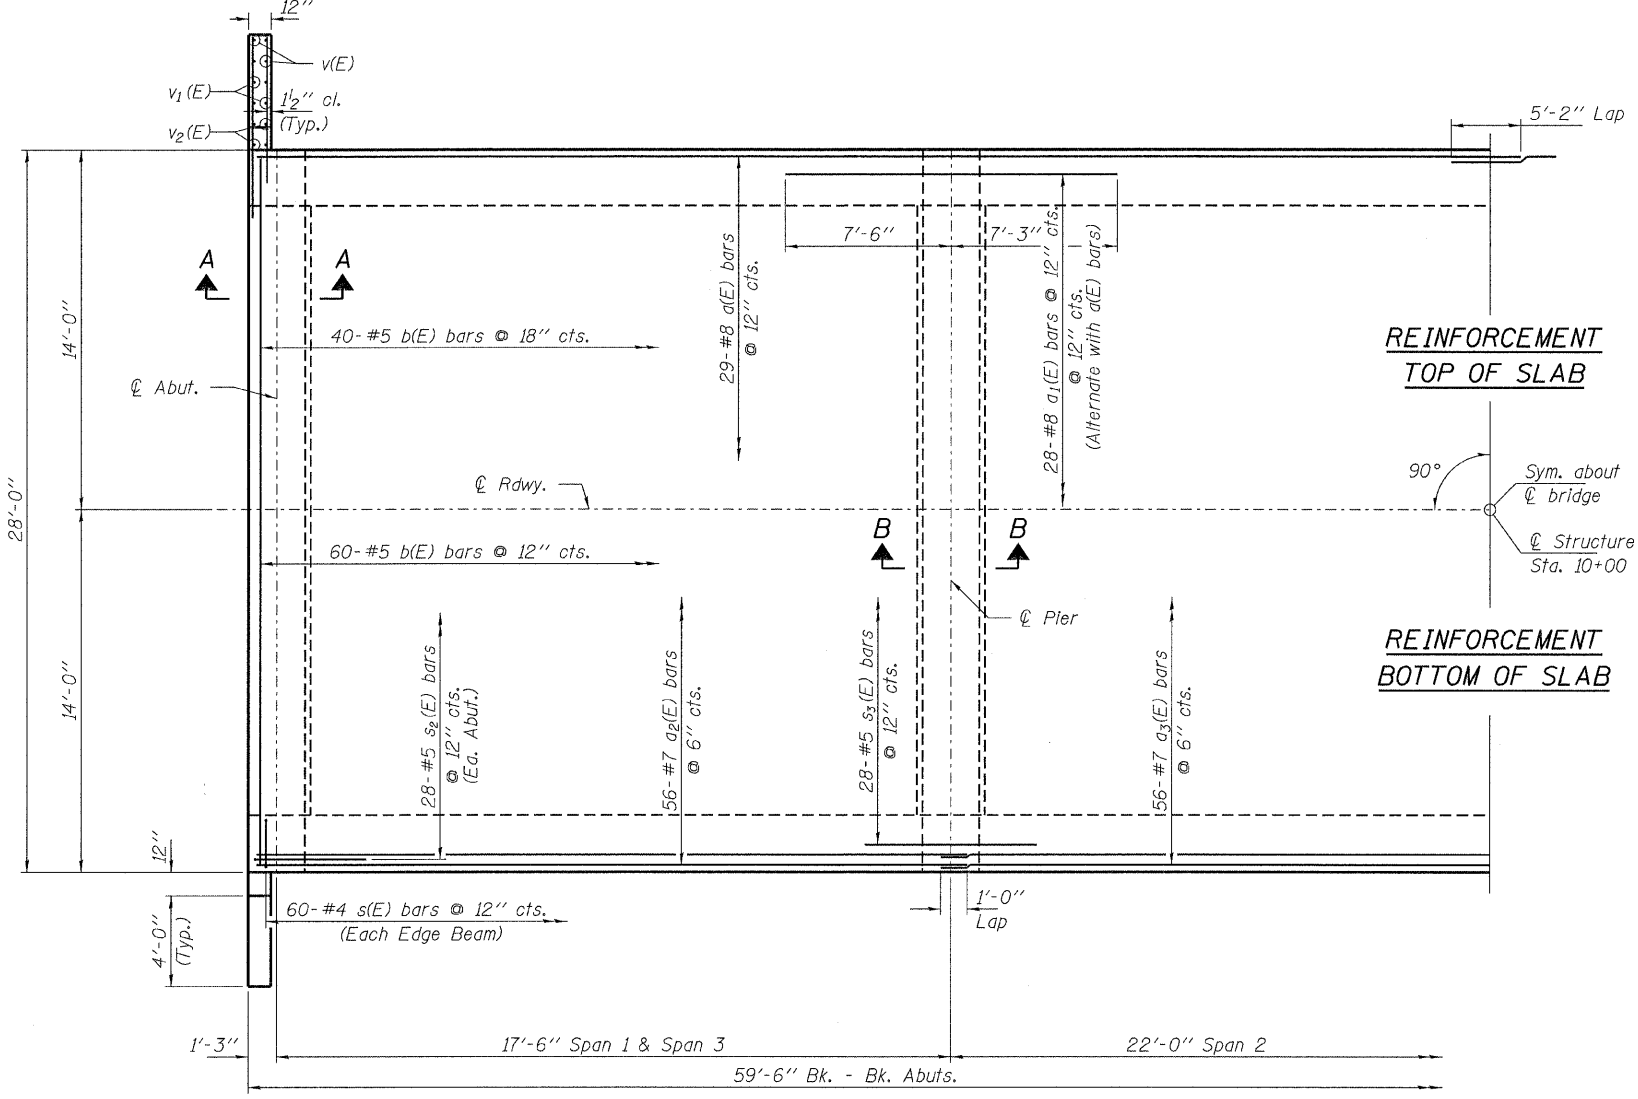 12"
v(E)
v1(E)
1½" cl.
(Typ.)
v2(E)
5'-2" Lap
7'-6"
7'-3"
A
A
29-#8 a(E) bars
@ 12" cts.
28-#8 a1(E) bars @ 12" cts.
@ 12" cts.
(Alternate with a(E) bars)
14'-0"
40-#5 b(E) bars @ 18" cts.
REINFORCEMENT
TOP OF SLAB
℄ Abut.
28'-0"
℄ Rdwy.
90°
Sym. about
℄ bridge
B
B
℄ Structure
Sta. 10+00
60-#5 b(E) bars @ 12" cts.
℄ Pier
14'-0"
28-#5 s2(E) bars
@ 12" cts.
(Ea. Abut.)
56-#7 a2(E) bars
@ 6" cts.
28-#5 s3(E) bars
@ 12" cts.
56-#7 a3(E) bars
@ 6" cts.
REINFORCEMENT
BOTTOM OF SLAB
12"
1'-0"
Lap
60-#4 s(E) bars @ 12" cts.
(Each Edge Beam)
4'-0"
(Typ.)
1'-3"
17'-6" Span 1 & Span 3
22'-0" Span 2
59'-6" Bk. - Bk. Abuts.